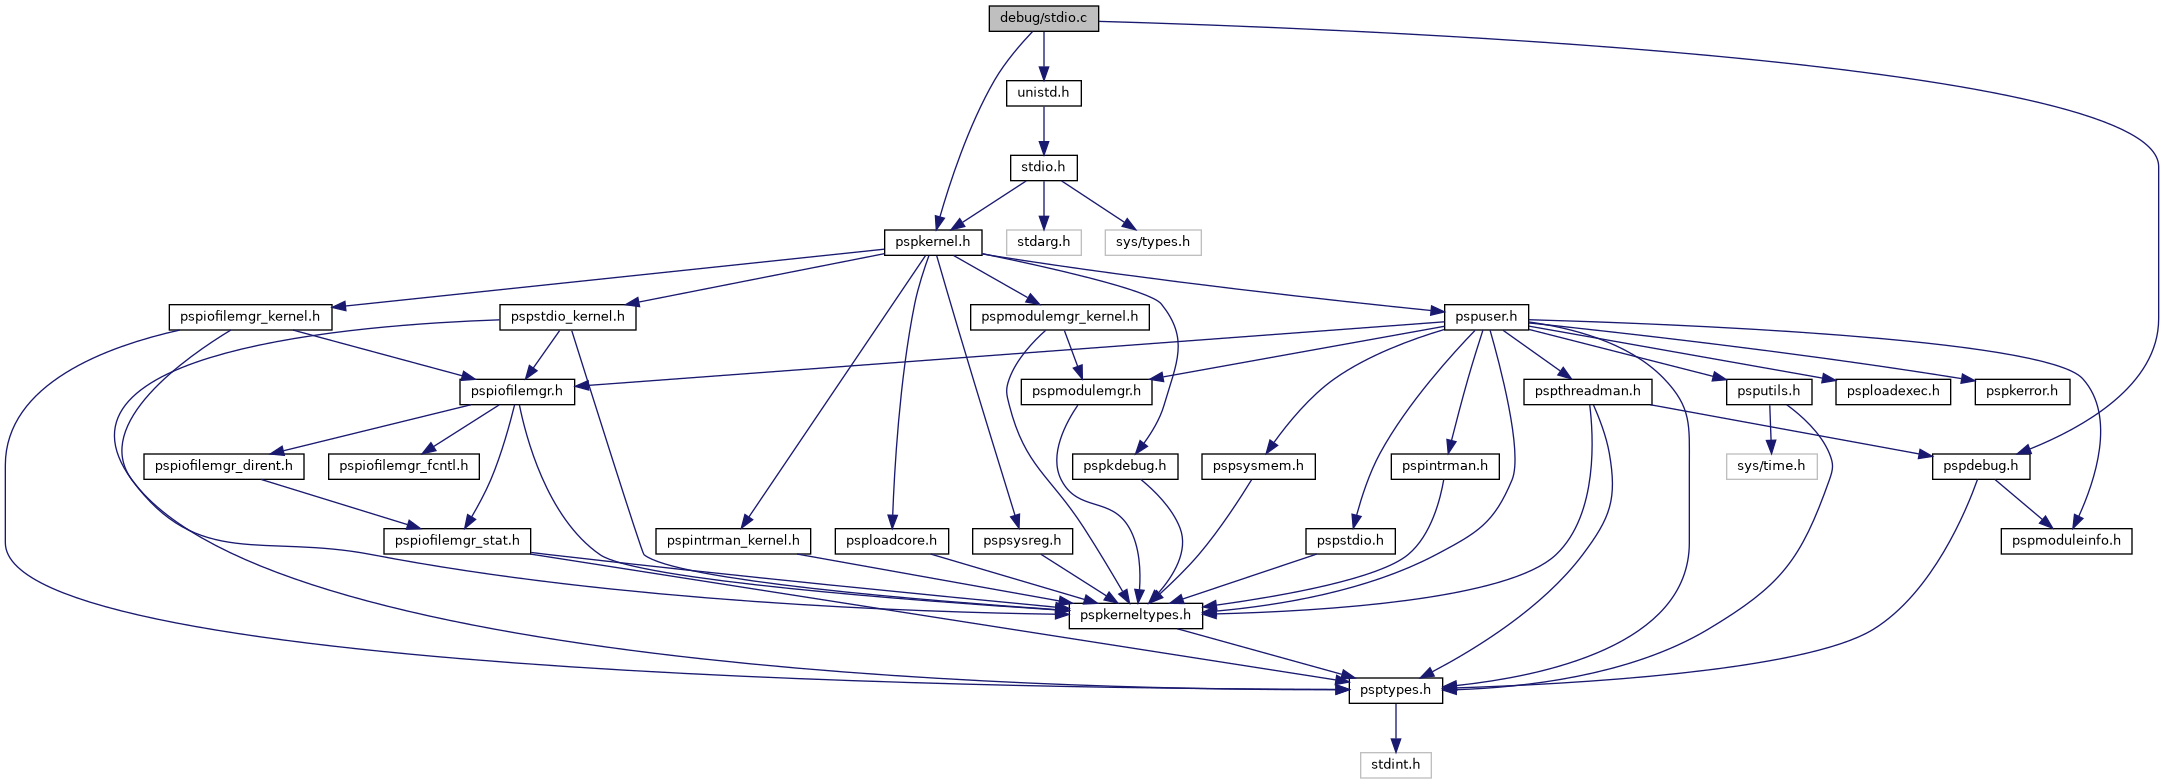 debug/stdio.c
unistd.h
stdio.h
pspkernel.h
stdarg.h
sys/types.h
pspiofilemgr_kernel.h
pspstdio_kernel.h
pspmodulemgr_kernel.h
pspuser.h
pspiofilemgr.h
pspmodulemgr.h
pspthreadman.h
psputils.h
psploadexec.h
pspkerror.h
pspiofilemgr_dirent.h
pspiofilemgr_fcntl.h
pspkdebug.h
pspsysmem.h
pspintrman.h
sys/time.h
pspdebug.h
pspiofilemgr_stat.h
pspintrman_kernel.h
psploadcore.h
pspsysreg.h
pspstdio.h
pspmoduleinfo.h
pspkerneltypes.h
psptypes.h
stdint.h